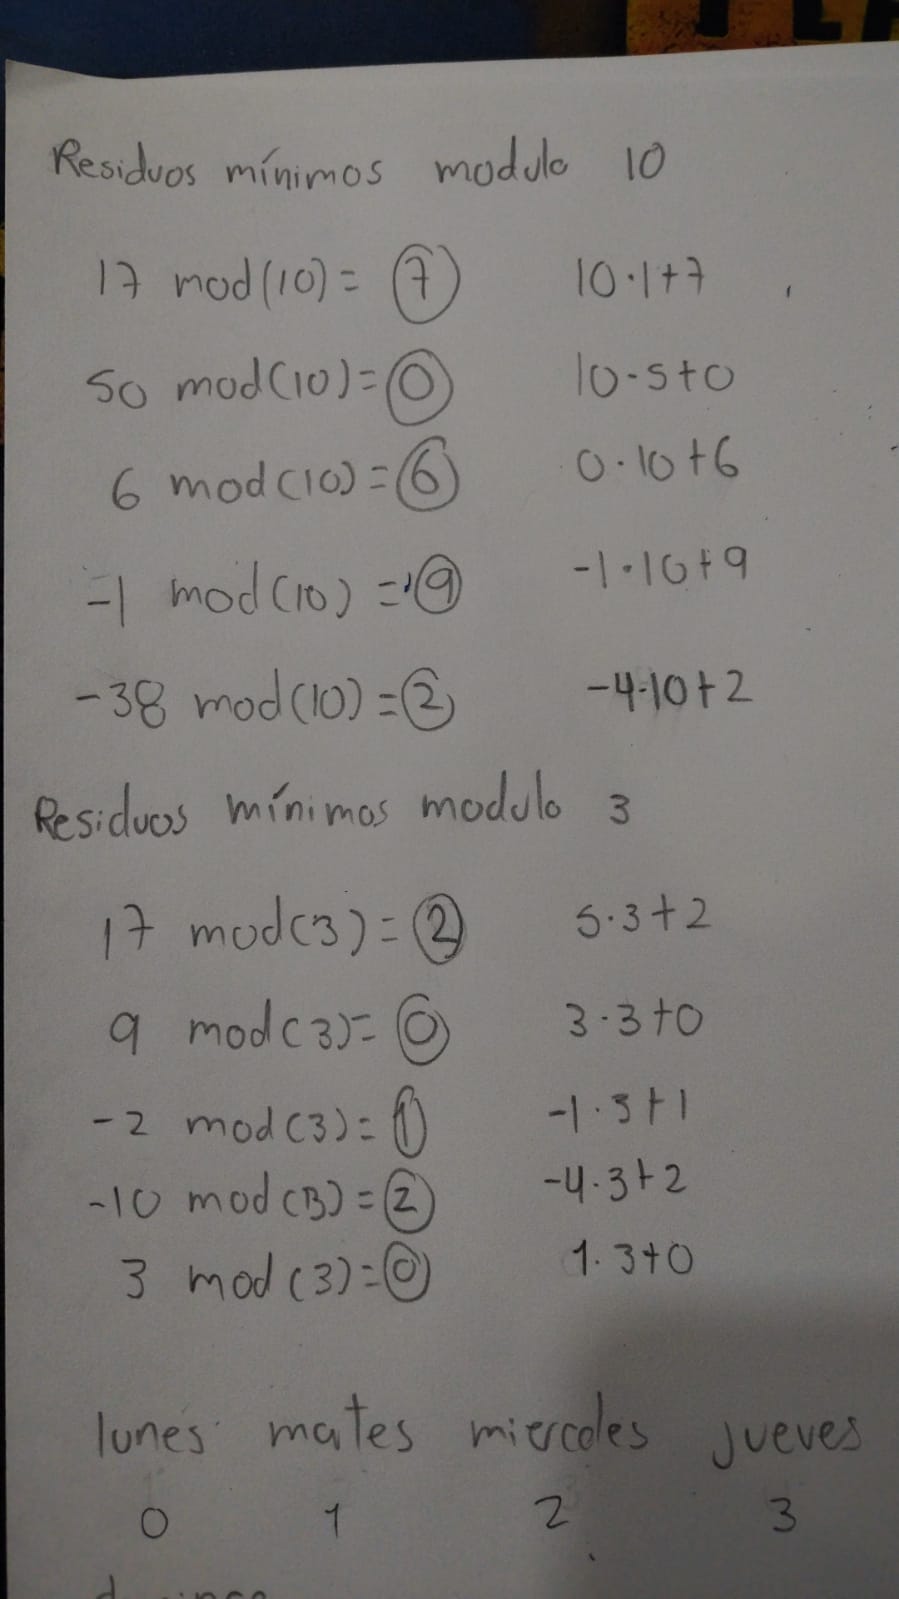 Residuos mínimos modulo 10
17 mod(10) = 7 10·1+7
50 mod(10) = 0 10·5+0
6 mod(10) = 6 0·10+6
-1 mod(10) = 9 -1·10+9
-38 mod(10) = 2 -4·10+2
Residuos mínimos modulo 3
17 mod(3) = 2 5·3+2
9 mod(3) = 0 3·3+0
-2 mod(3) = 1 -1·3+1
-10 mod(3) = 2 -4·3+2
3 mod(3) = 0 1·3+0
lunes mates miercoles jueves
0 1 2 3